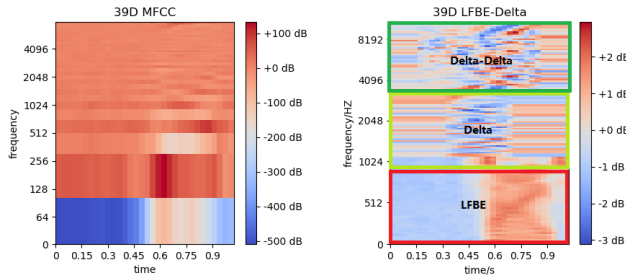 39D MFCC
frequency
4096
2048
1024
512
256
128
64
0
0
0.15
0.3
0.45
0.6
0.75
0.9
time
+100 dB
+0 dB
-100 dB
-200 dB
-300 dB
-400 dB
-500 dB
39D LFBE-Delta
frequency/HZ
8192
4096
2048
1024
512
0
Delta-Delta
Delta
LFBE
0
0.15
0.3
0.45
0.6
0.75
0.9
time/s
+2 dB
+1 dB
+0 dB
-1 dB
-2 dB
-3 dB